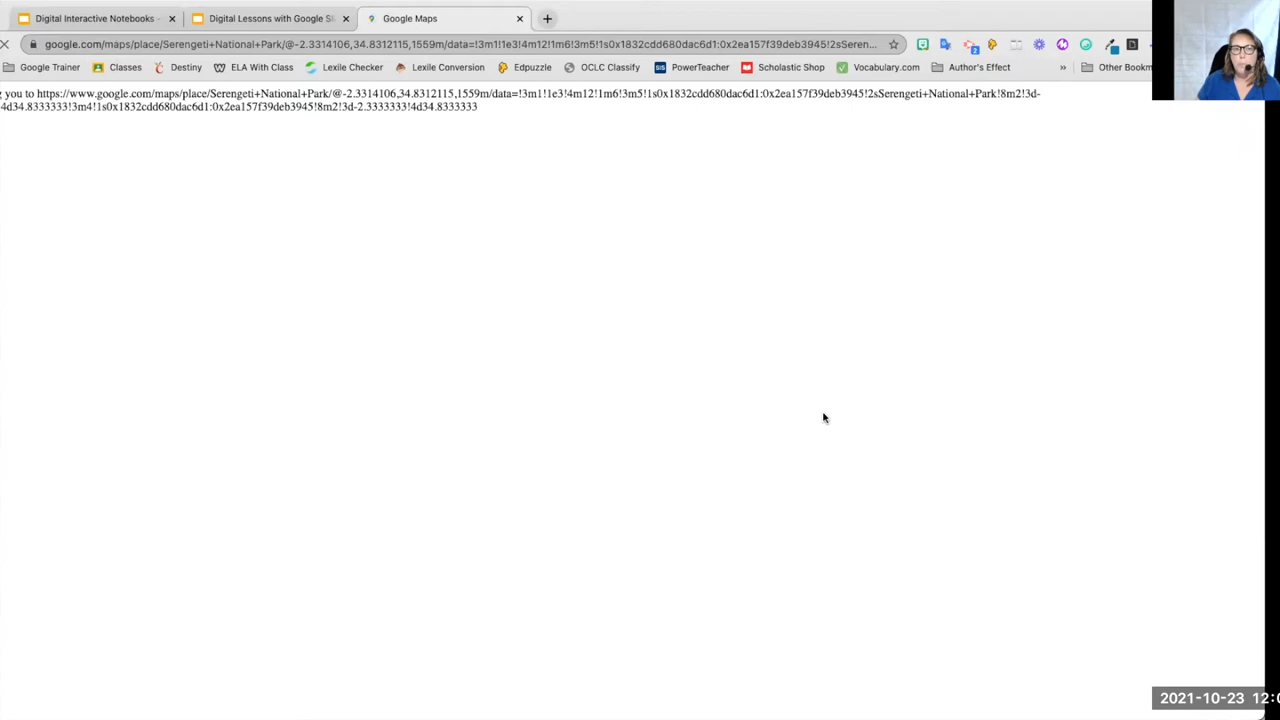 Digital Interactive Notebooks -
Digital Lessons with Google Sl
Google Maps
google.com/maps/place/Serengeti+National+Park/@-2.3314106,34.8312115,1559m/data=!3m1!1e3!4m12!1m6!3m5!1s0x1832cdd680dac6d1:0x2ea157f39deb3945!2sSeren...
Google Trainer
Classes
Destiny
ELA With Class
Lexile Checker
Lexile Conversion
Edpuzzle
OCLC Classify
PowerTeacher
Scholastic Shop
Vocabulary.com
Author's Effect
»
Other Bookm
g you to https://www.google.com/maps/place/Serengeti+National+Park/@-2.3314106,34.8312115,1559m/data=!3m1!1e3!4m12!1m6!3m5!1s0x1832cdd680dac6d1:0x2ea157f39deb3945!2sSerengeti+National+Park!8m2!3d-
4d34.8333333!3m4!1s0x1832cdd680dac6d1:0x2ea157f39deb3945!8m2!3d-2.3333333!4d34.8333333
2021-10-23 12:0